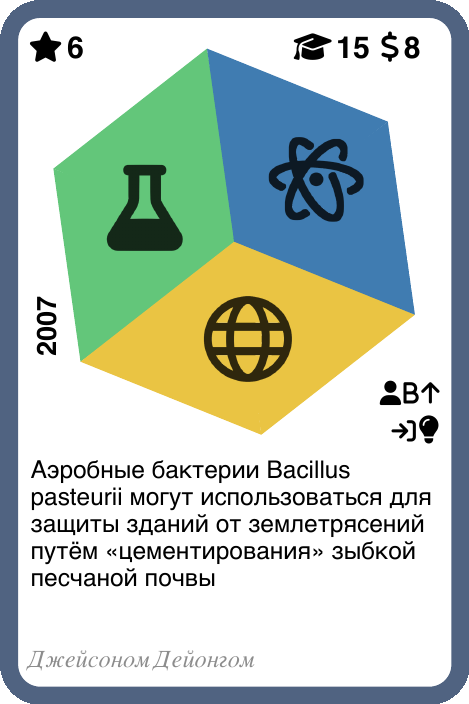 6
15 $8
2007
B
Аэробные бактерии Bacillus
pasteurii могут использоваться для
защиты зданий от землетрясений
путём «цементирования» зыбкой
песчаной почвы
Джейсоном Дейонгом